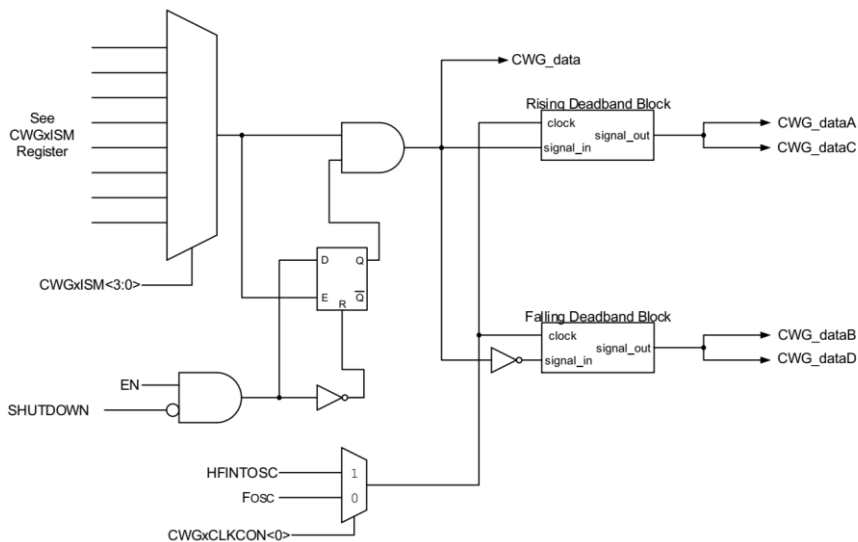 CWG_data
Rising Deadband Block
clock
signal_out
signal_in
CWG_dataA
CWG_dataC
See
CWGxISM
Register
D
Q
E
R
Q
CWGxISM<3:0>
Falling Deadband Block
clock
signal_out
signal_in
CWG_dataB
CWG_dataD
EN
SHUTDOWN
HFINTOSC
1
FOSC
0
CWGxCLKCON<0>